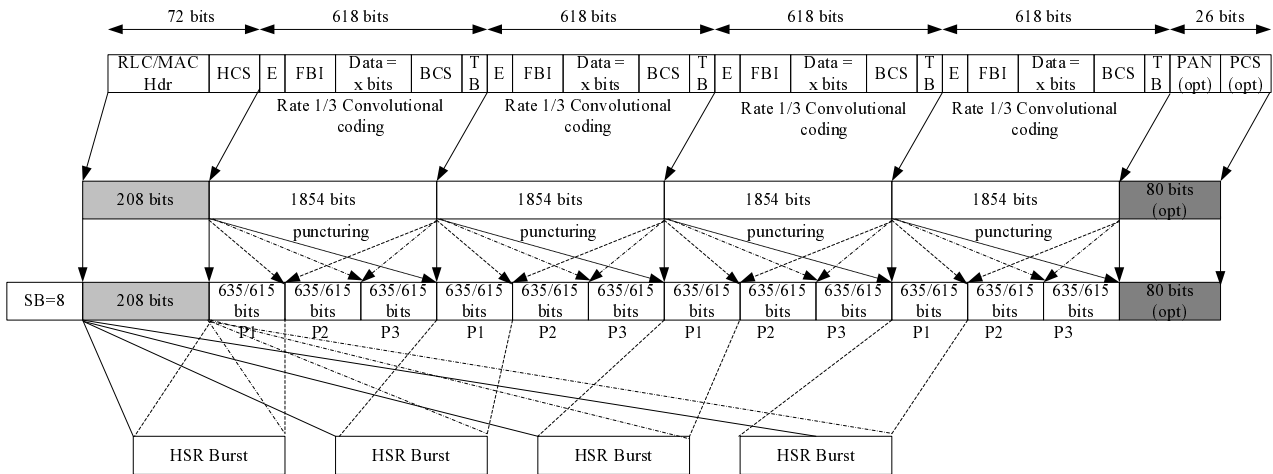 72 bits 618 bits 618 bits 618 bits 618 bits 26 bits
RLC/MAC Hdr HCS E FBI Data = x bits BCS T B E FBI Data = x bits BCS T B E FBI Data = x bits BCS T B E FBI Data = x bits BCS T B PAN (opt) PCS (opt)
Rate 1/3 Convolutional coding Rate 1/3 Convolutional coding Rate 1/3 Convolutional coding Rate 1/3 Convolutional coding
208 bits 1854 bits 1854 bits 1854 bits 1854 bits 80 bits (opt)
puncturing puncturing puncturing puncturing
SB=8 208 bits 635/615 bits 635/615 bits 635/615 bits 635/615 bits 635/615 bits 635/615 bits 635/615 bits 635/615 bits 635/615 bits 635/615 bits 635/615 bits 635/615 bits 80 bits (opt)
P1 P2 P3 P1 P2 P3 P1 P2 P3 P1 P2 P3
HSR Burst HSR Burst HSR Burst HSR Burst